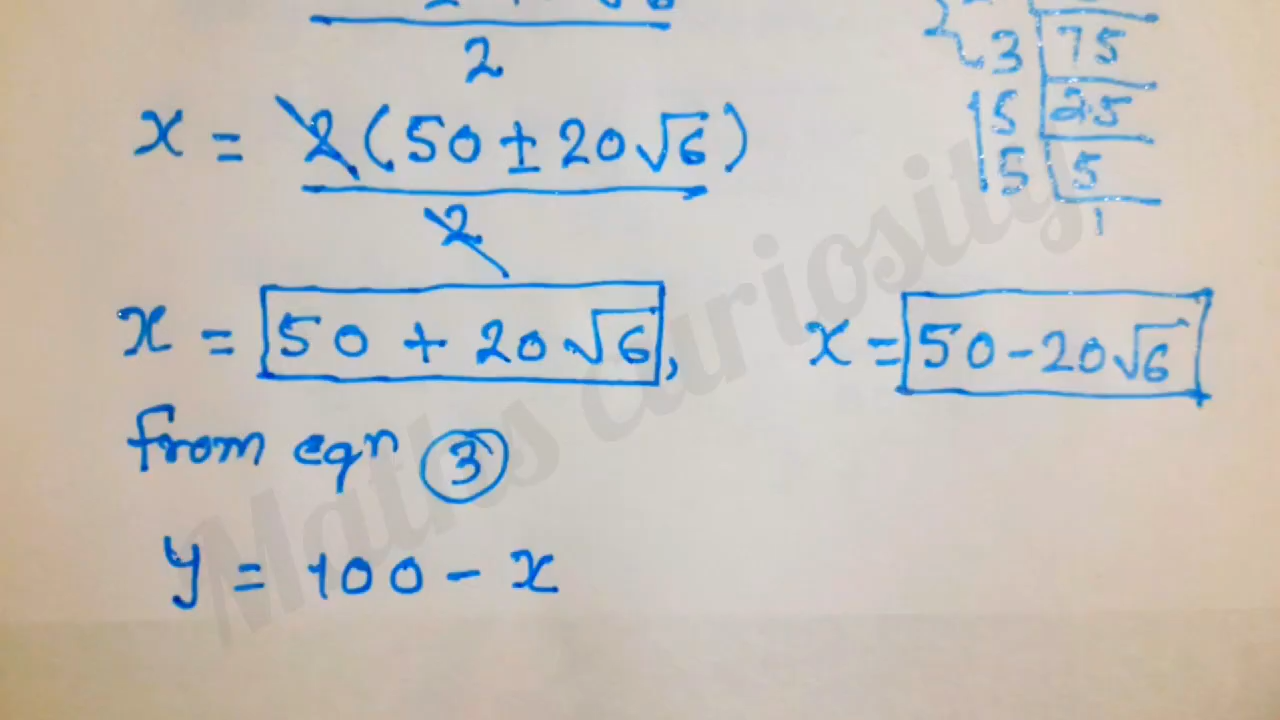 2
x = 2(50 ± 20√6)
2
x = 50 + 20√6, x = 50 - 20√6
from eqn 3
y = 100 - x
2
3 75
5 25
5 5
1
Maths curiosity